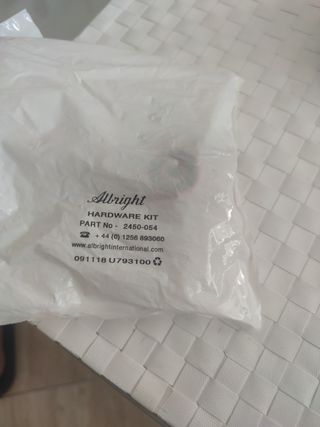 Albright
HARDWARE KIT
PART No - 2450-054
☎ + 44 (0) 1256 893060
www.albrightinternational.com
091118 U793100 ♻